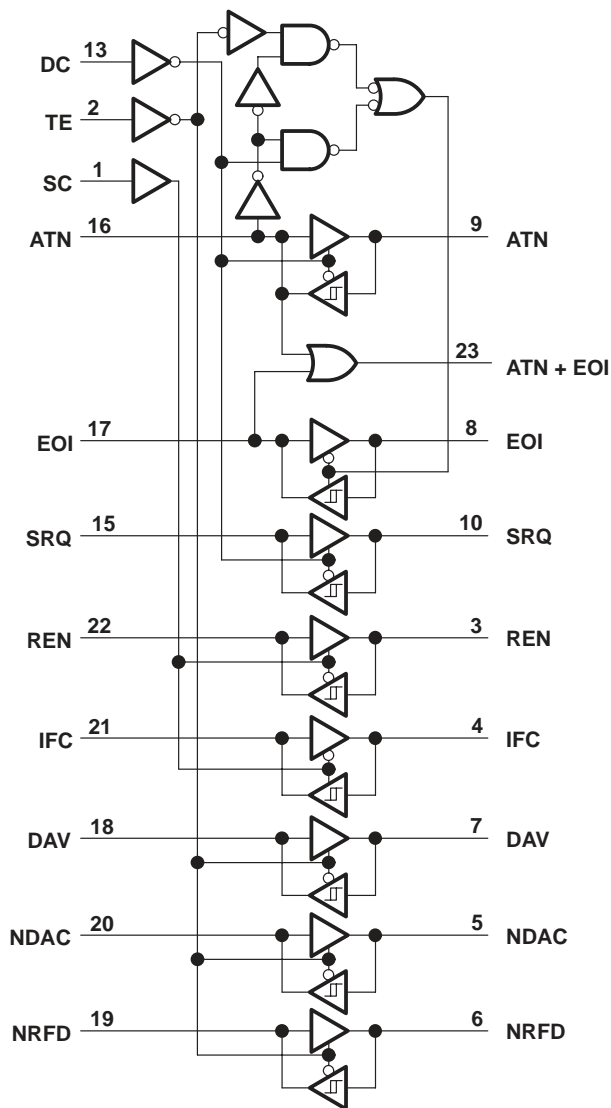 DC 13
TE 2
SC 1
ATN 16 9 ATN
23 ATN + EOI
EOI 17 8 EOI
SRQ 15 10 SRQ
REN 22 3 REN
IFC 21 4 IFC
DAV 18 7 DAV
NDAC 20 5 NDAC
NRFD 19 6 NRFD